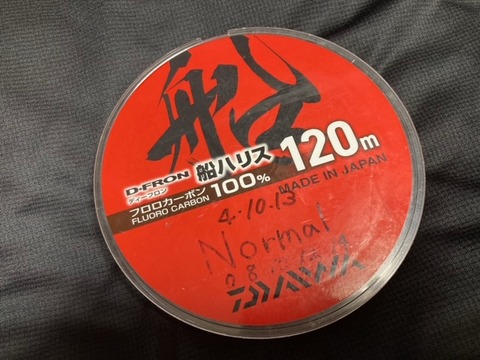 船
D-FRON 船ハリス 120m
ディーフロン
フロロカーボン 100%
FLUORO CARBON
MADE IN JAPAN
4.10.13
Normal
DAIWA